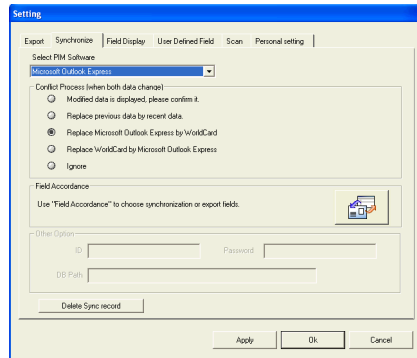 Setting
Export Synchronize Field Display User Defined Field Scan Personal setting
Select PIM Software
Microsoft Outlook Express
Conflict Process (when both data change)
Modified data is displayed, please confirm it.
Replace previous data by recent data.
Replace Microsoft Outlook Express by WorldCard
Replace WorldCard by Microsoft Outlook Express
Ignore
Field Accordance
Use "Field Accordance" to choose synchronization or export fields.
Other Option
ID Password
DB Path
Delete Sync record
Apply Ok Cancel